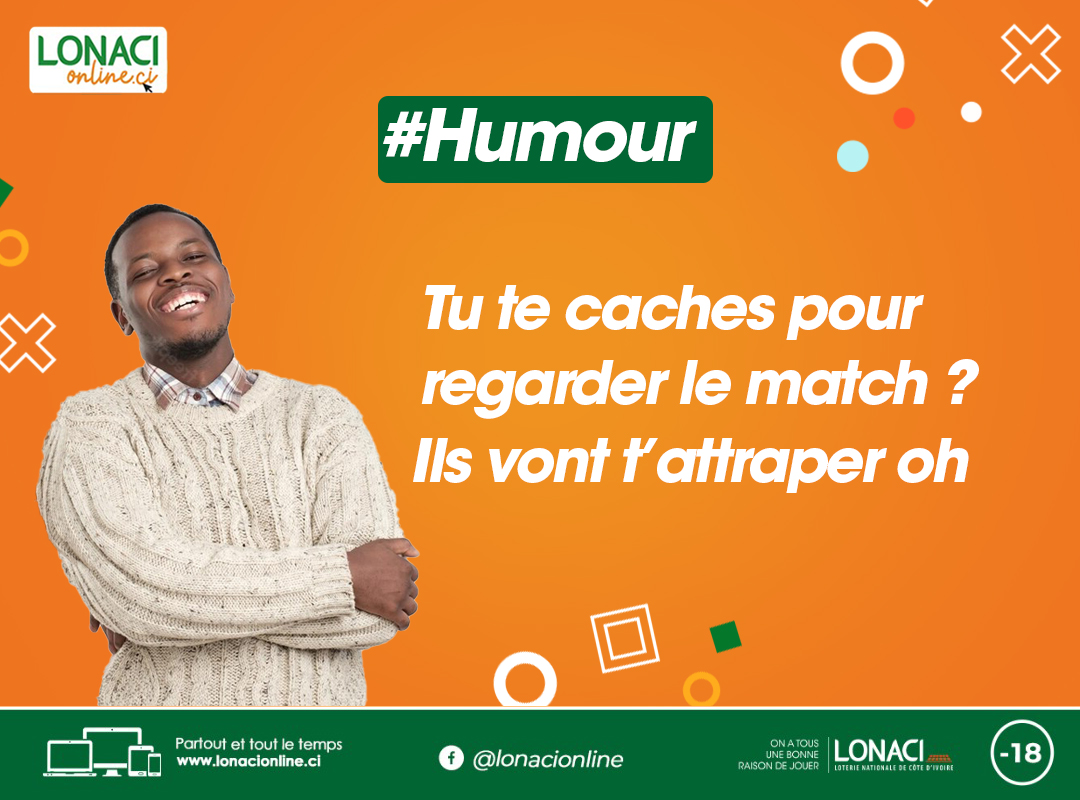 LONACI
online.ci
#Humour
Tu te caches pour
regarder le match ?
Ils vont t'attraper oh
Partout et tout le temps
www.lonacionline.ci
f @lonacionline
ON A TOUS
UNE BONNE
RAISON DE JOUER
LONACI
LOTERIE NATIONALE DE CÔTE D'IVOIRE
-18